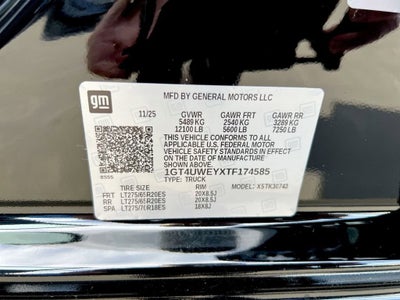 MFD BY GENERAL MOTORS LLC
gm
11/25 GVWR GAWR FRT GAWR RR
5489 KG 2540 KG 3289 KG
12100 LB 5600 LB 7250 LB
THIS VEHICLE CONFORMS TO ALL
APPLICABLE U.S. FEDERAL MOTOR
VEHICLE SAFETY STANDARDS IN EFFECT
ON THE DATE OF MANUFACTURE
SHOWN ABOVE.
1GT4UWEYXTF174585
TYPE: TRUCK
TIRE SIZE RIM MODEL: XSTK30743
FRT LT275/65R20ES 20X8.5J
RR LT275/65R20ES 20X8.5J
SPA LT275/70R18ES 18X8J